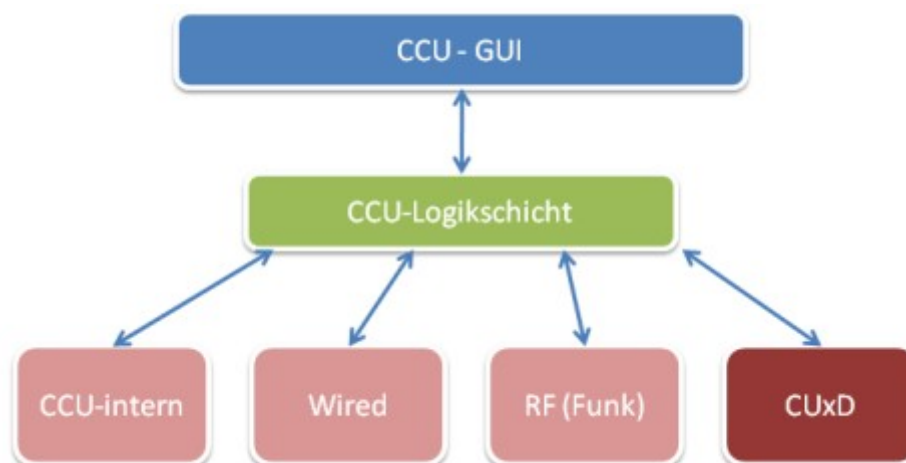 CCU - GUI
CCU-Logikschicht
CCU-intern
Wired
RF (Funk)
CUxD